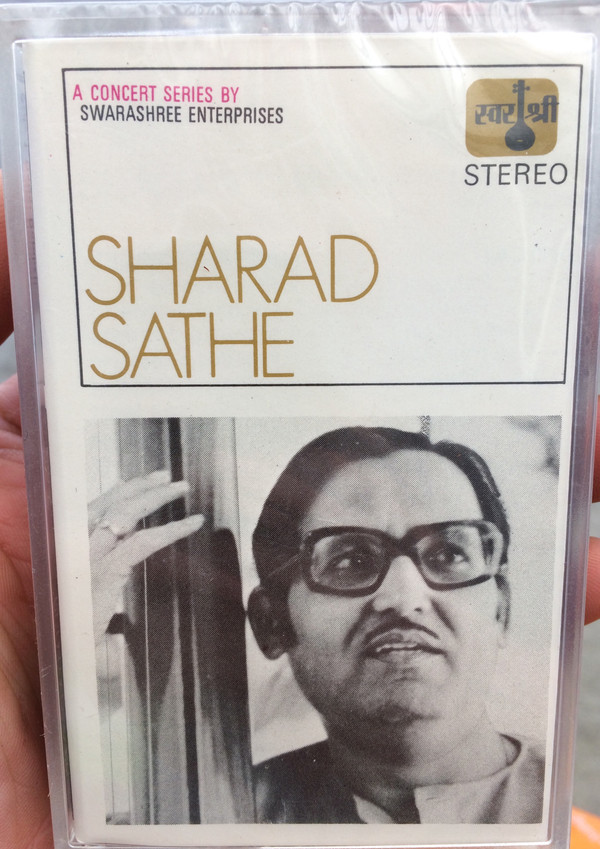 A CONCERT SERIES BY
SWARASHREE ENTERPRISES
स्वरश्री
STEREO
SHARAD
SATHE